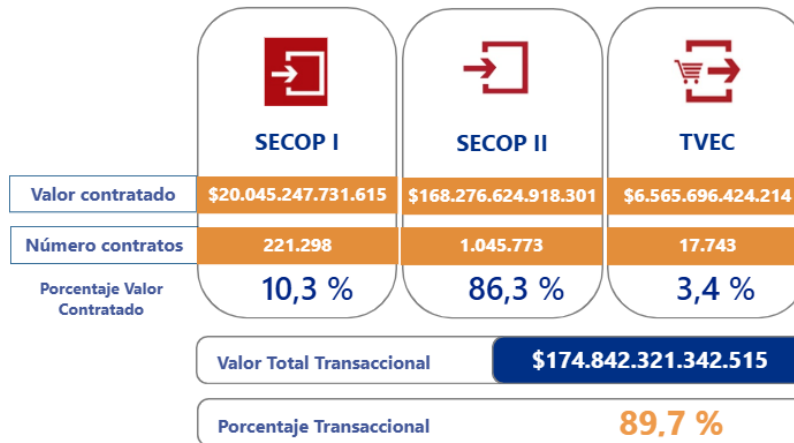 SECOP I
SECOP II
TVEC
Valor contratado
$20.045.247.731.615
$168.276.624.918.301
$6.565.696.424.214
Número contratos
221.298
1.045.773
17.743
Porcentaje Valor
Contratado
10,3 %
86,3 %
3,4 %
Valor Total Transaccional
$174.842.321.342.515
Porcentaje Transaccional
89,7 %